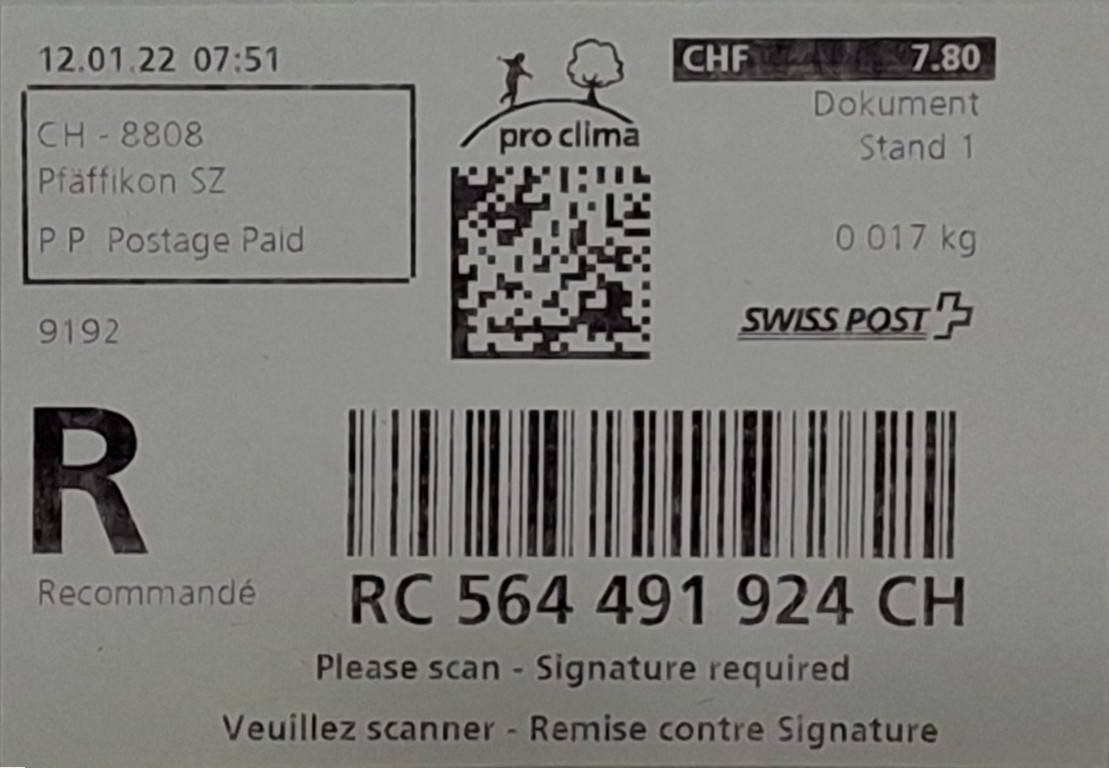 12.01.22 07:51
CH - 8808
Pfäffikon SZ
P.P. Postage Paid
9192
pro clima
CHF 7.80
Dokument
Stand 1
0.017 kg
SWISS POST
R
Recommandé
RC 564 491 924 CH
Please scan - Signature required
Veuillez scanner - Remise contre Signature